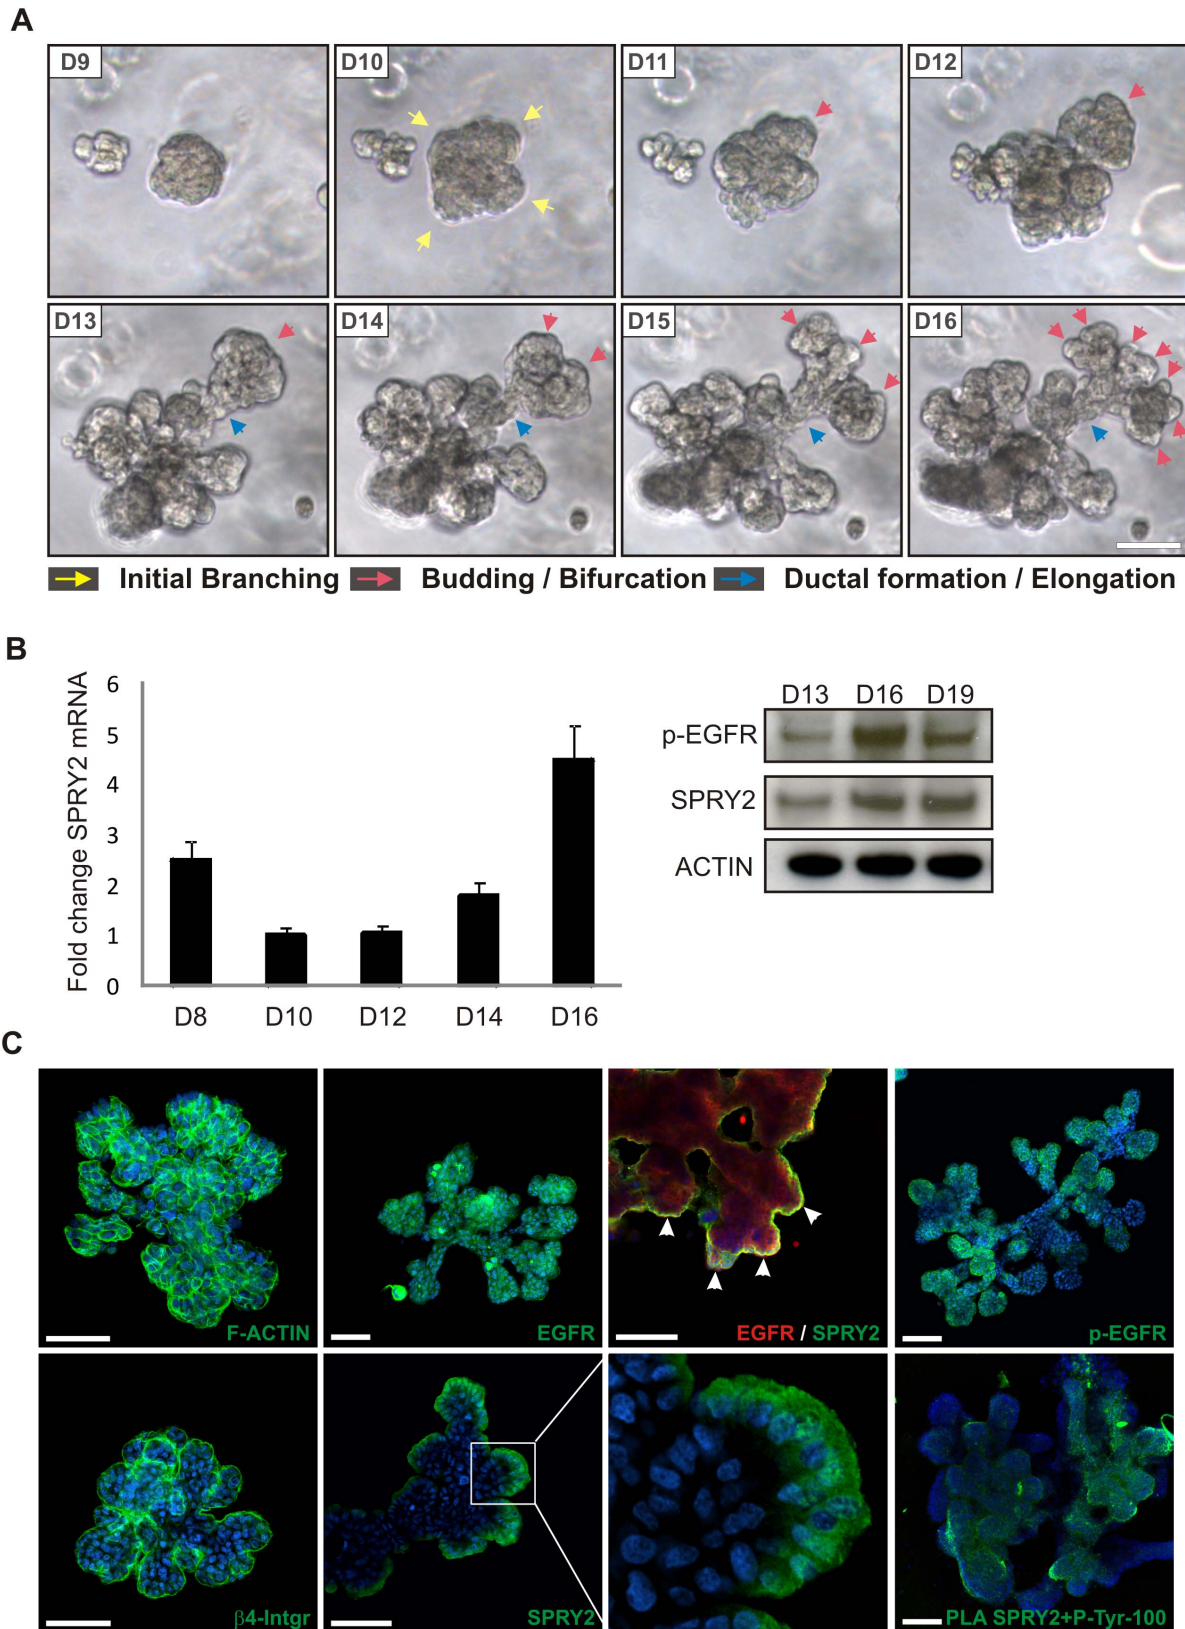 A
D9 D10 D11 D12
D13 D14 D15 D16
Initial Branching Budding / Bifurcation Ductal formation / Elongation
B
Fold change SPRY2 mRNA
6
5
4
3
2
1
0
D8 D10 D12 D14 D16
D13 D16 D19
p-EGFR
SPRY2
ACTIN
C
F-ACTIN EGFR EGFR / SPRY2 p-EGFR
β4-Intgr SPRY2 PLA SPRY2+P-Tyr-100